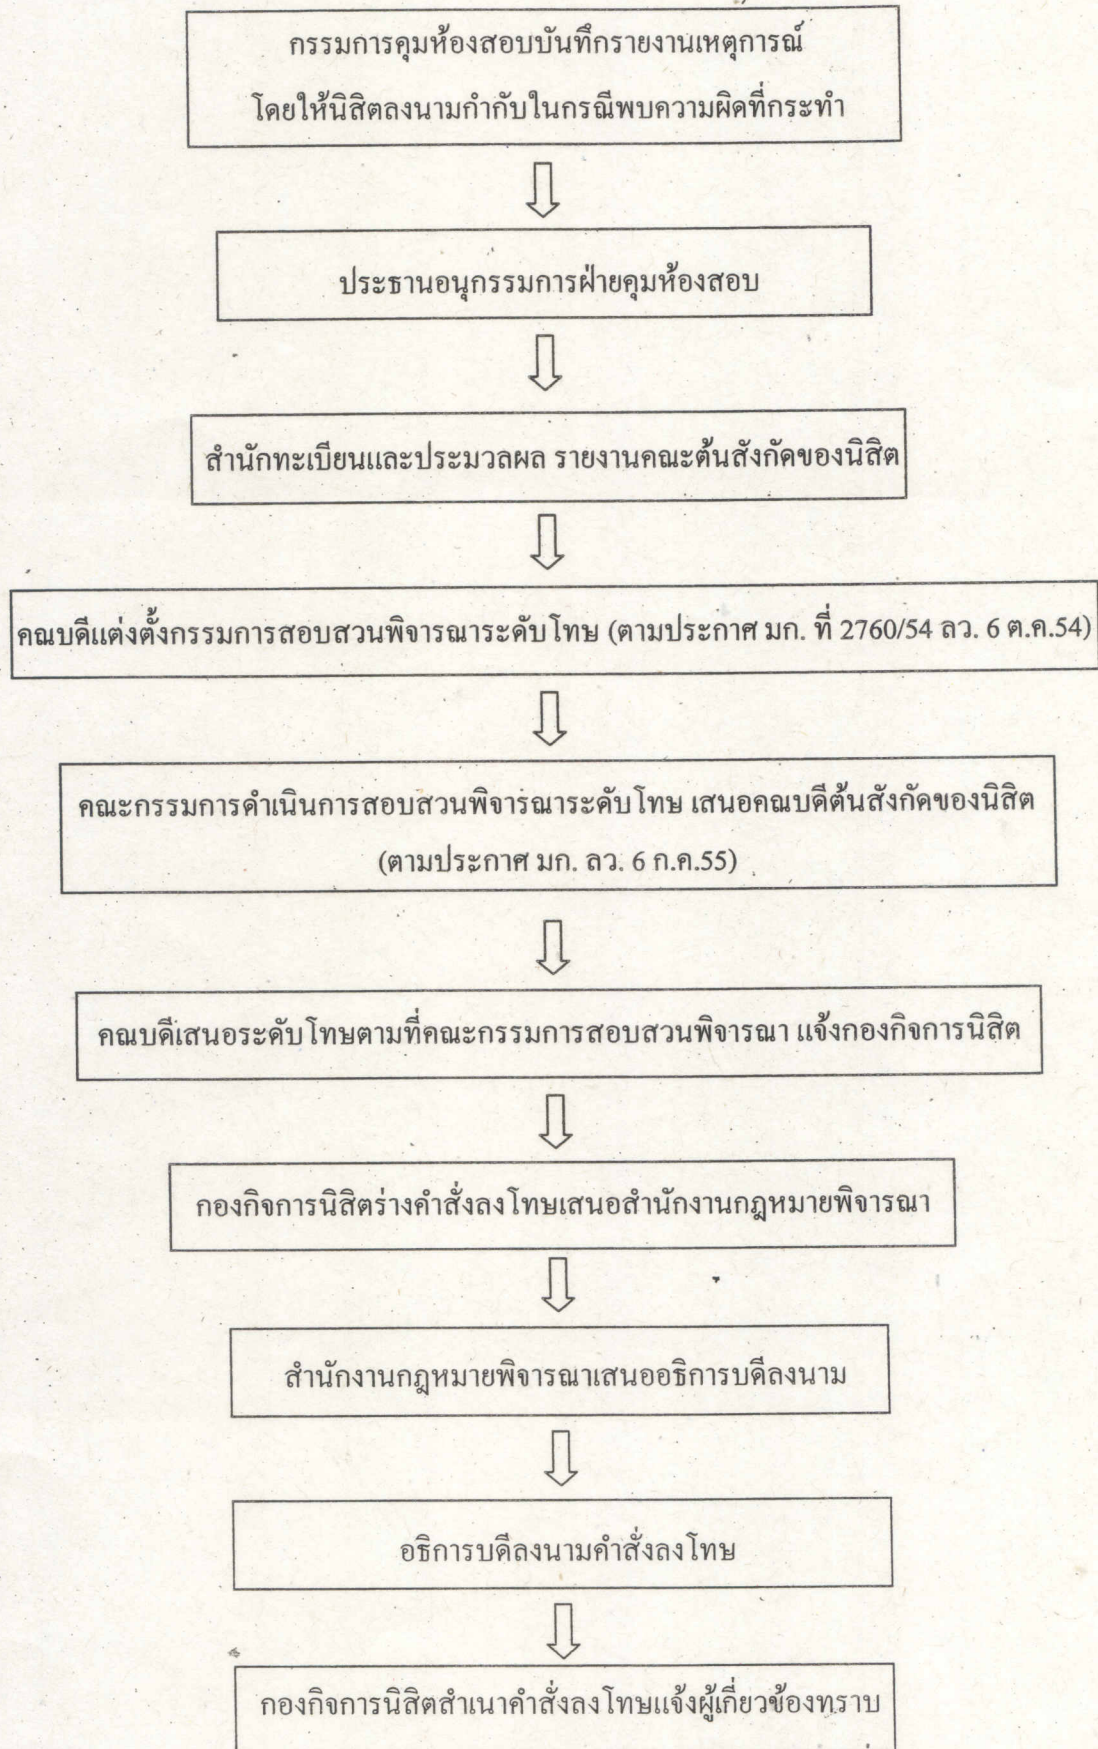 กรรมการคุมห้องสอบบันทึกรายงานเหตุการณ์
โดยให้นิสิตลงนามกำกับในกรณีพบความผิดที่กระทำ
ประธานอนุกรรมการฝ่ายคุมห้องสอบ
สำนักทะเบียนและประมวลผล รายงานคณะต้นสังกัดของนิสิต
คณบดีแต่งตั้งกรรมการสอบสวนพิจารณาระดับโทษ (ตามประกาศ มก. ที่ 2760/54 ลว. 6 ต.ค.54)
คณะกรรมการดำเนินการสอบสวนพิจารณาระดับโทษ เสนอคณบดีต้นสังกัดของนิสิต
(ตามประกาศ มก. ลว. 6 ก.ค.55)
คณบดีเสนอระดับโทษตามที่คณะกรรมการสอบสวนพิจารณา แจ้งกองกิจการนิสิต
กองกิจการนิสิตร่างคำสั่งลงโทษเสนอสำนักงานกฎหมายพิจารณา
สำนักงานกฎหมายพิจารณาเสนออธิการบดีลงนาม
อธิการบดีลงนามคำสั่งลงโทษ
กองกิจการนิสิตสำเนาคำสั่งลงโทษแจ้งผู้เกี่ยวข้องทราบ